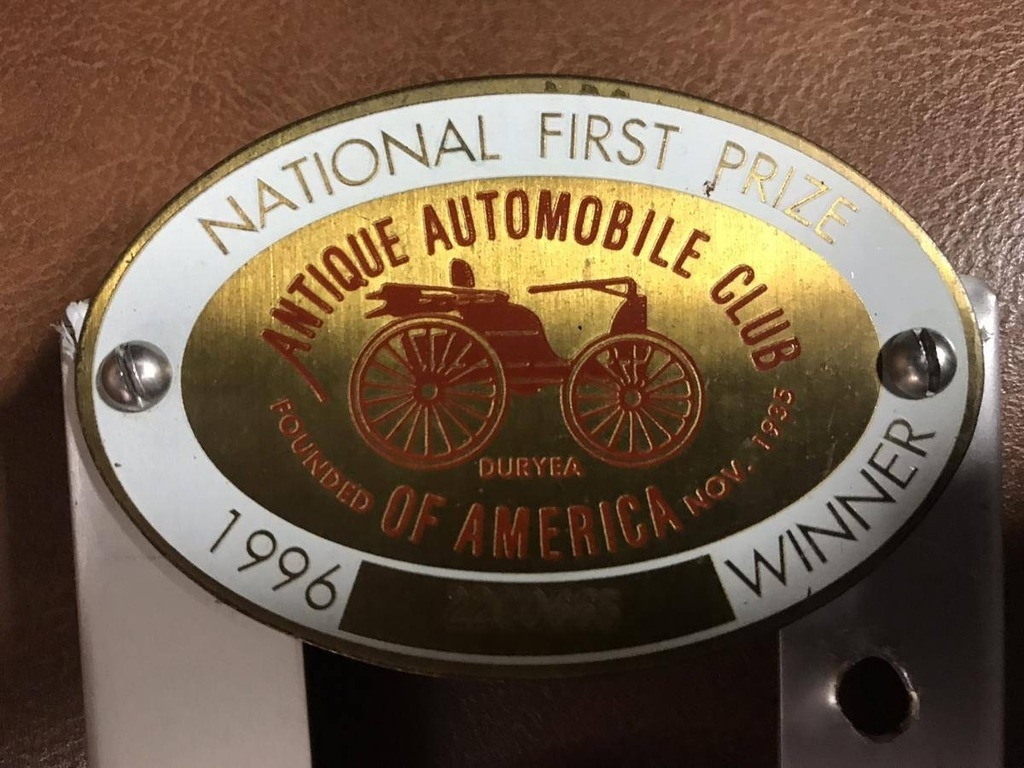 NATIONAL FIRST PRIZE
ANTIQUE AUTOMOBILE CLUB
DURYEA
FOUNDED NOV. 1935
OF AMERICA
1996 WINNER